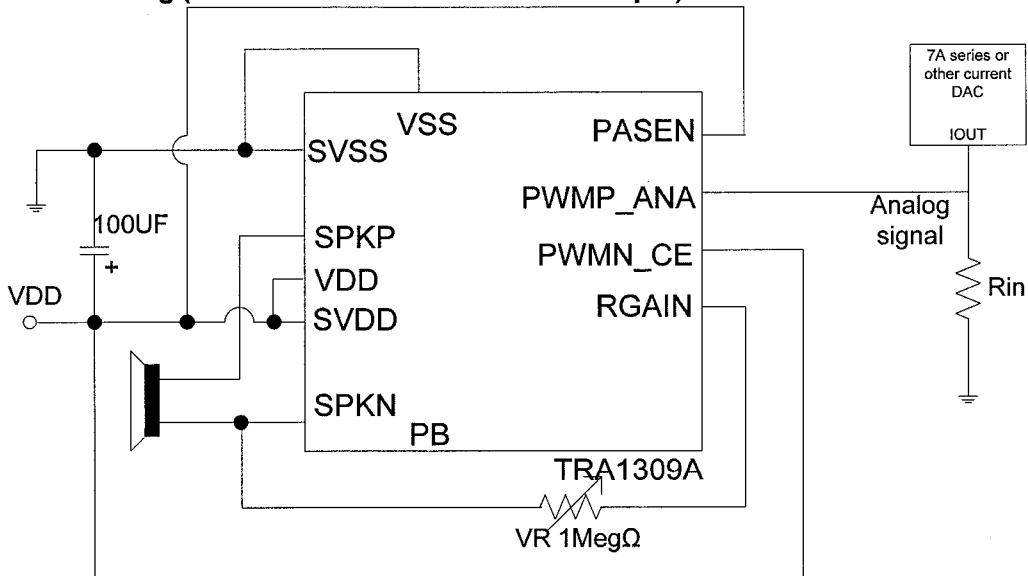 7A series or
other current
DAC
IOUT
VSS
PASEN
SVSS
PWMP_ANA
Analog
signal
100UF
+
SPKP
PWMN_CE
VDD
VDD
RGAIN
Rin
SVDD
SPKN
PB
TRA1309A
VR 1MegΩ